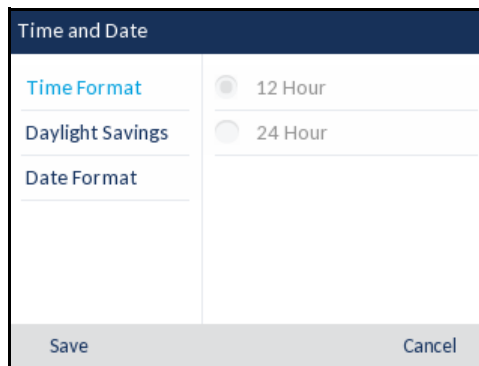 Time and Date
Time Format
12 Hour
Daylight Savings
24 Hour
Date Format
Save
Cancel